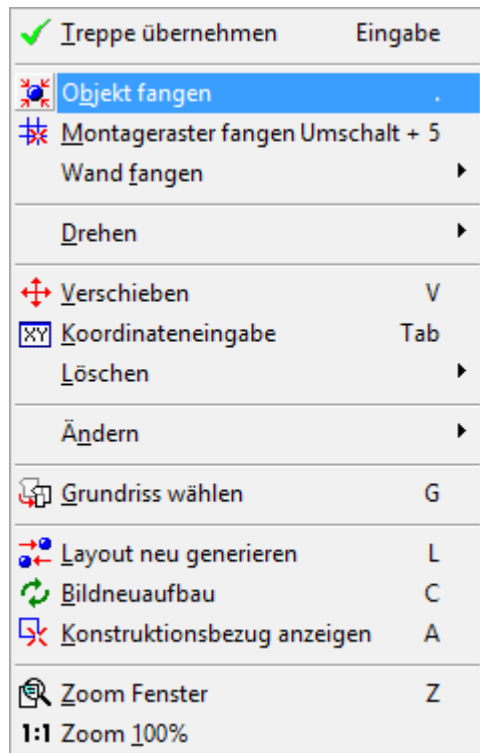 Treppe übernehmen Eingabe
Objekt fangen .
Montageraster fangen Umschalt + 5
Wand fangen
Drehen
Verschieben V
XY Koordinateneingabe Tab
Löschen
Ändern
Grundriss wählen G
Layout neu generieren L
Bildneuaufbau C
Konstruktionsbezug anzeigen A
Zoom Fenster Z
1:1 Zoom 100%